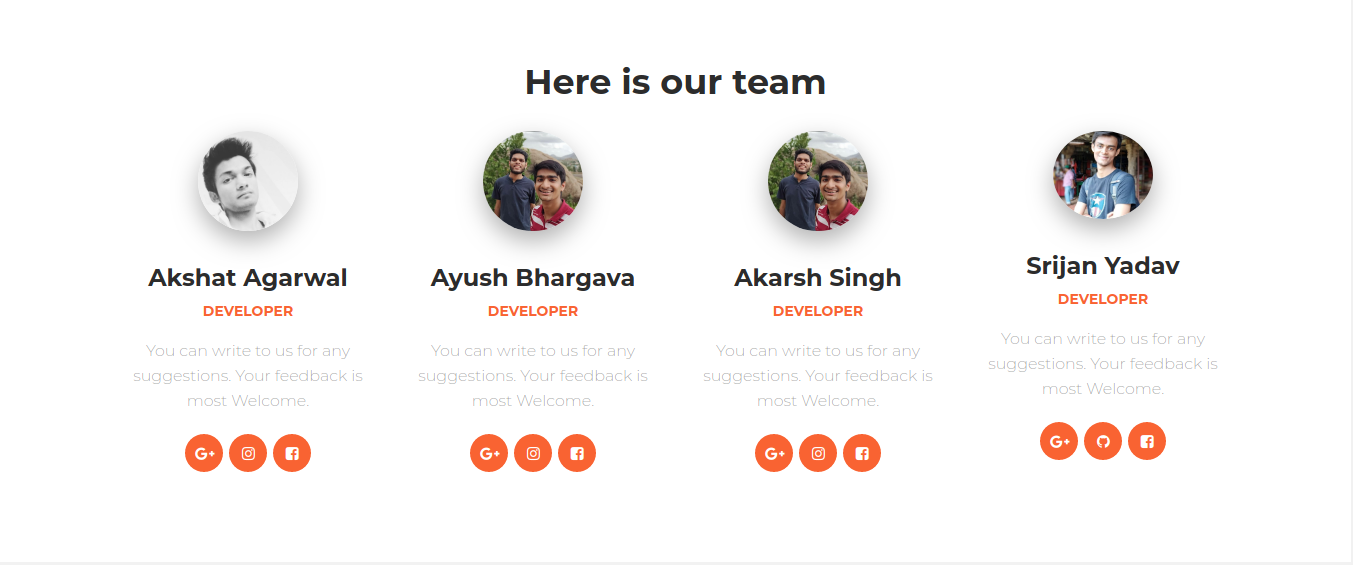 Here is our team
Akshat Agarwal
DEVELOPER
You can write to us for any
suggestions. Your feedback is
most Welcome.
G+
Ayush Bhargava
DEVELOPER
You can write to us for any
suggestions. Your feedback is
most Welcome.
G+
Akarsh Singh
DEVELOPER
You can write to us for any
suggestions. Your feedback is
most Welcome.
G+
Srijan Yadav
DEVELOPER
You can write to us for any
suggestions. Your feedback is
most Welcome.
G+